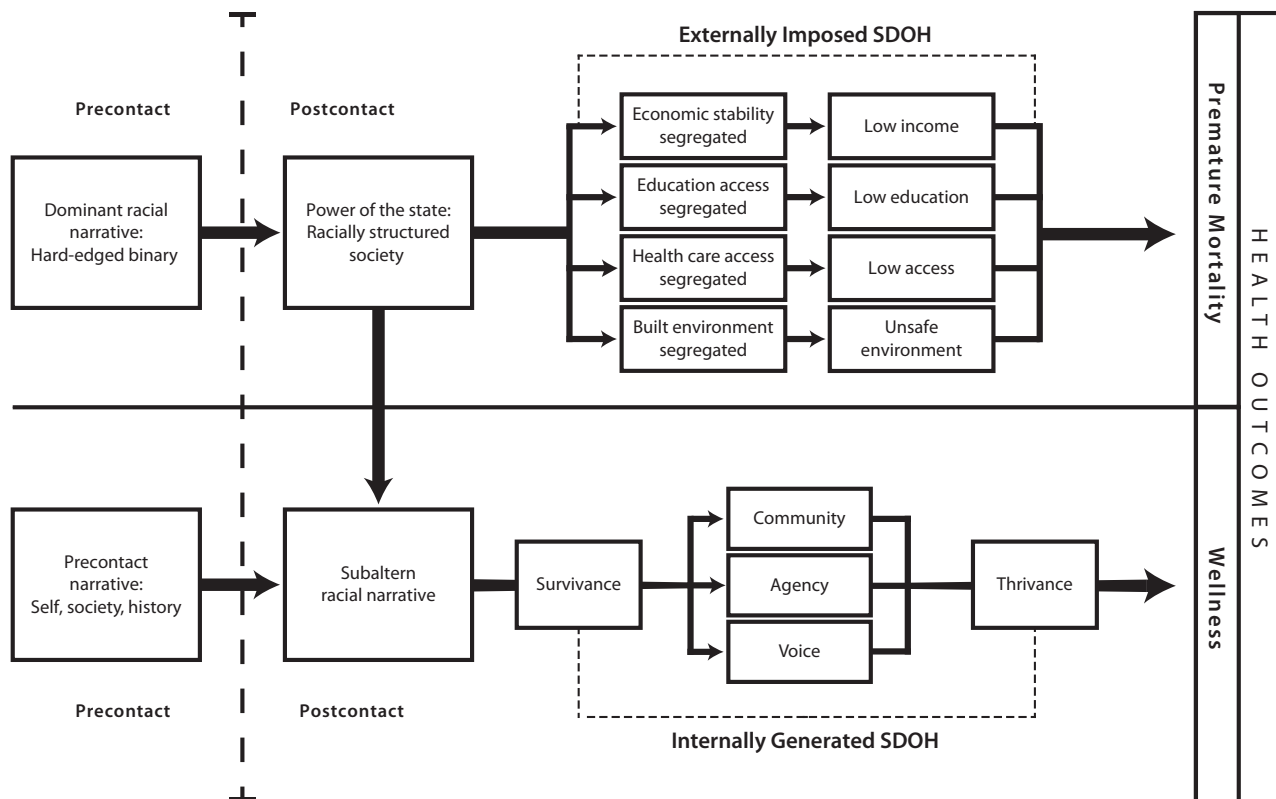 Externally Imposed SDOH
Precontact
Postcontact
Dominant racial
narrative:
Hard-edged binary
Power of the state:
Racially structured
society
Economic stability
segregated
Low income
Education access
segregated
Low education
Health care access
segregated
Low access
Built environment
segregated
Unsafe
environment
Premature Mortality
HEALTH OUTCOMES
Precontact
narrative:
Self, society, history
Subaltern
racial narrative
Survivance
Community
Agency
Voice
Thrivance
Wellness
Precontact
Postcontact
Internally Generated SDOH